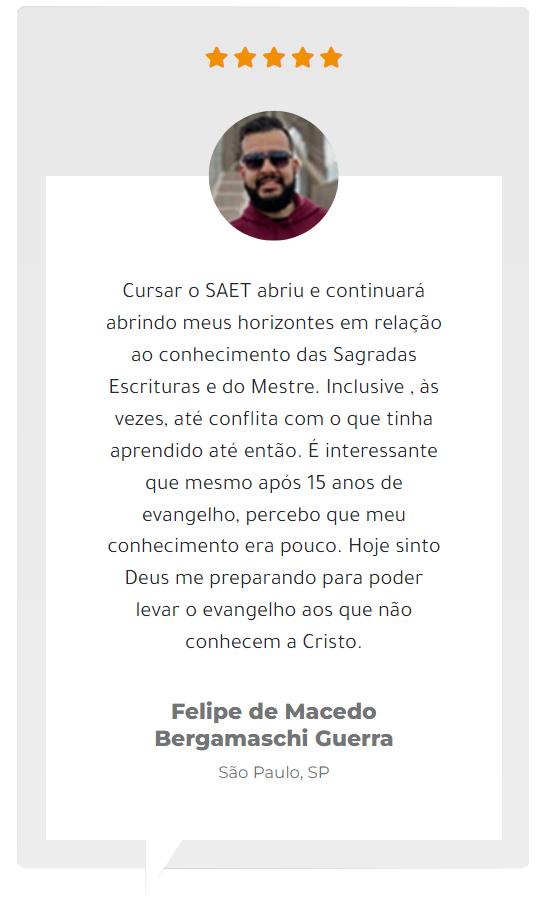 Cursar o SAET abriu e continuará
abrindo meus horizontes em relação
ao conhecimento das Sagradas
Escrituras e do Mestre. Inclusive , às
vezes, até conflita com o que tinha
aprendido até então. É interessante
que mesmo após 15 anos de
evangelho, percebo que meu
conhecimento era pouco. Hoje sinto
Deus me preparando para poder
levar o evangelho aos que não
conhecem a Cristo.
Felipe de Macedo
Bergamaschi Guerra
São Paulo, SP